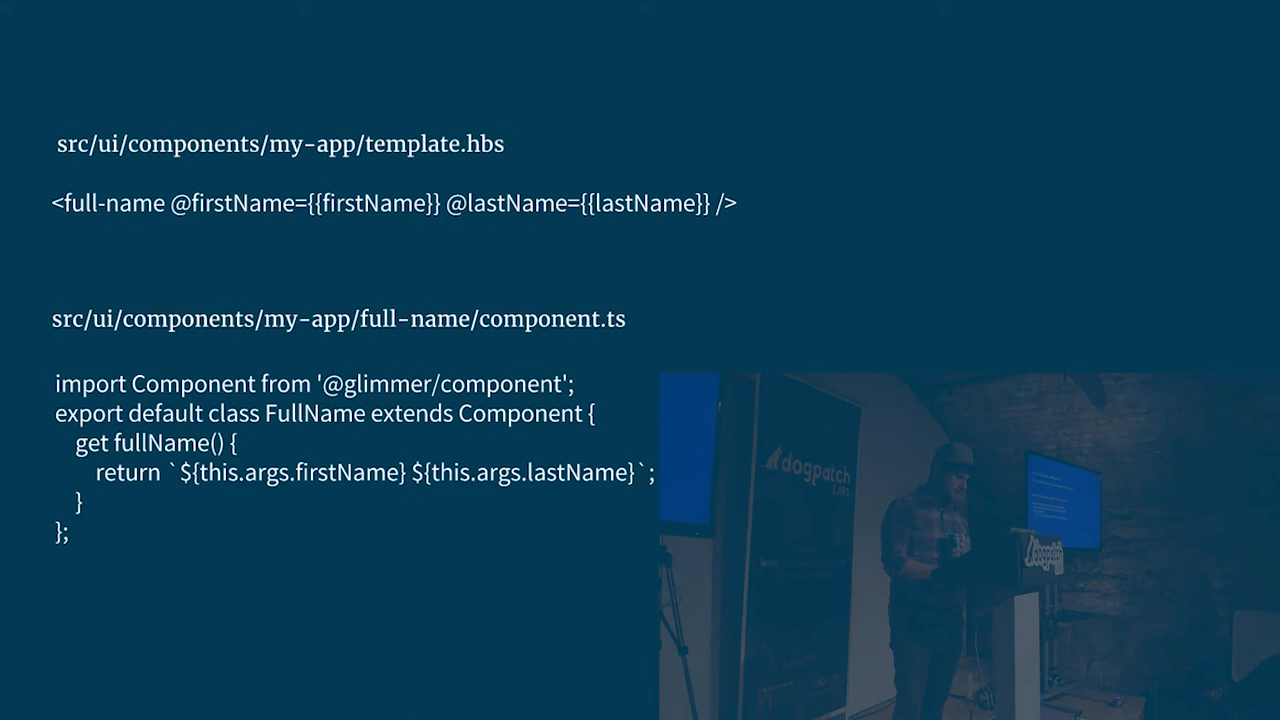 src/ui/components/my-app/template.hbs
<full-name @firstName={{firstName}} @lastName={{lastName}} />
src/ui/components/my-app/full-name/component.ts
import Component from '@glimmer/component';
export default class FullName extends Component {
get fullName() {
return `${this.args.firstName} ${this.args.lastName}`;
}
};
dogpatch
LABS
dogpatch